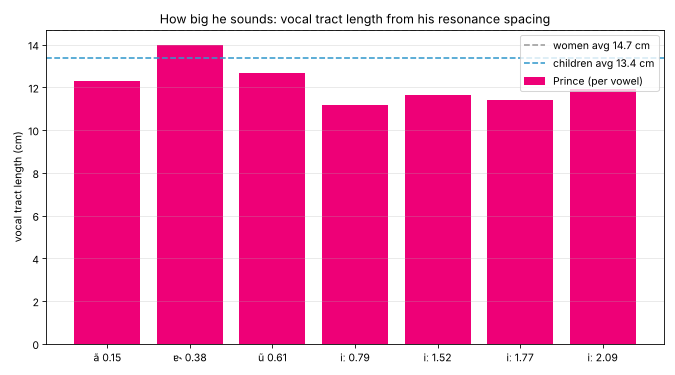 How big he sounds: vocal tract length from his resonance spacing
women avg 14.7 cm
children avg 13.4 cm
Prince (per vowel)
vocal tract length (cm)
14
12
10
8
6
4
2
0
ã 0.15
ɐ˞ 0.38
ũ 0.61
i: 0.79
i: 1.52
i: 1.77
i: 2.09